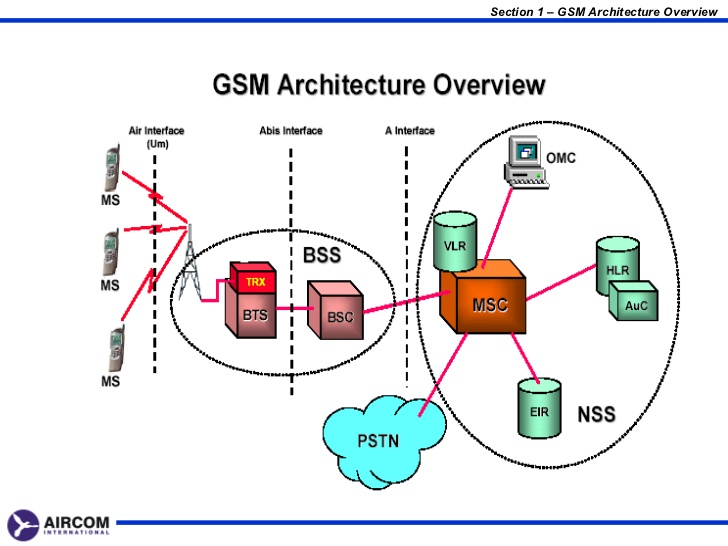 Section 1 – GSM Architecture Overview
GSM Architecture Overview
Air Interface
(Um)
Abis Interface
A Interface
OMC
MS
VLR
BSS
HLR
MS
TRX
AuC
MSC
BTS
BSC
MS
EIR
NSS
PSTN
AIRCOM
INTERNATIONAL